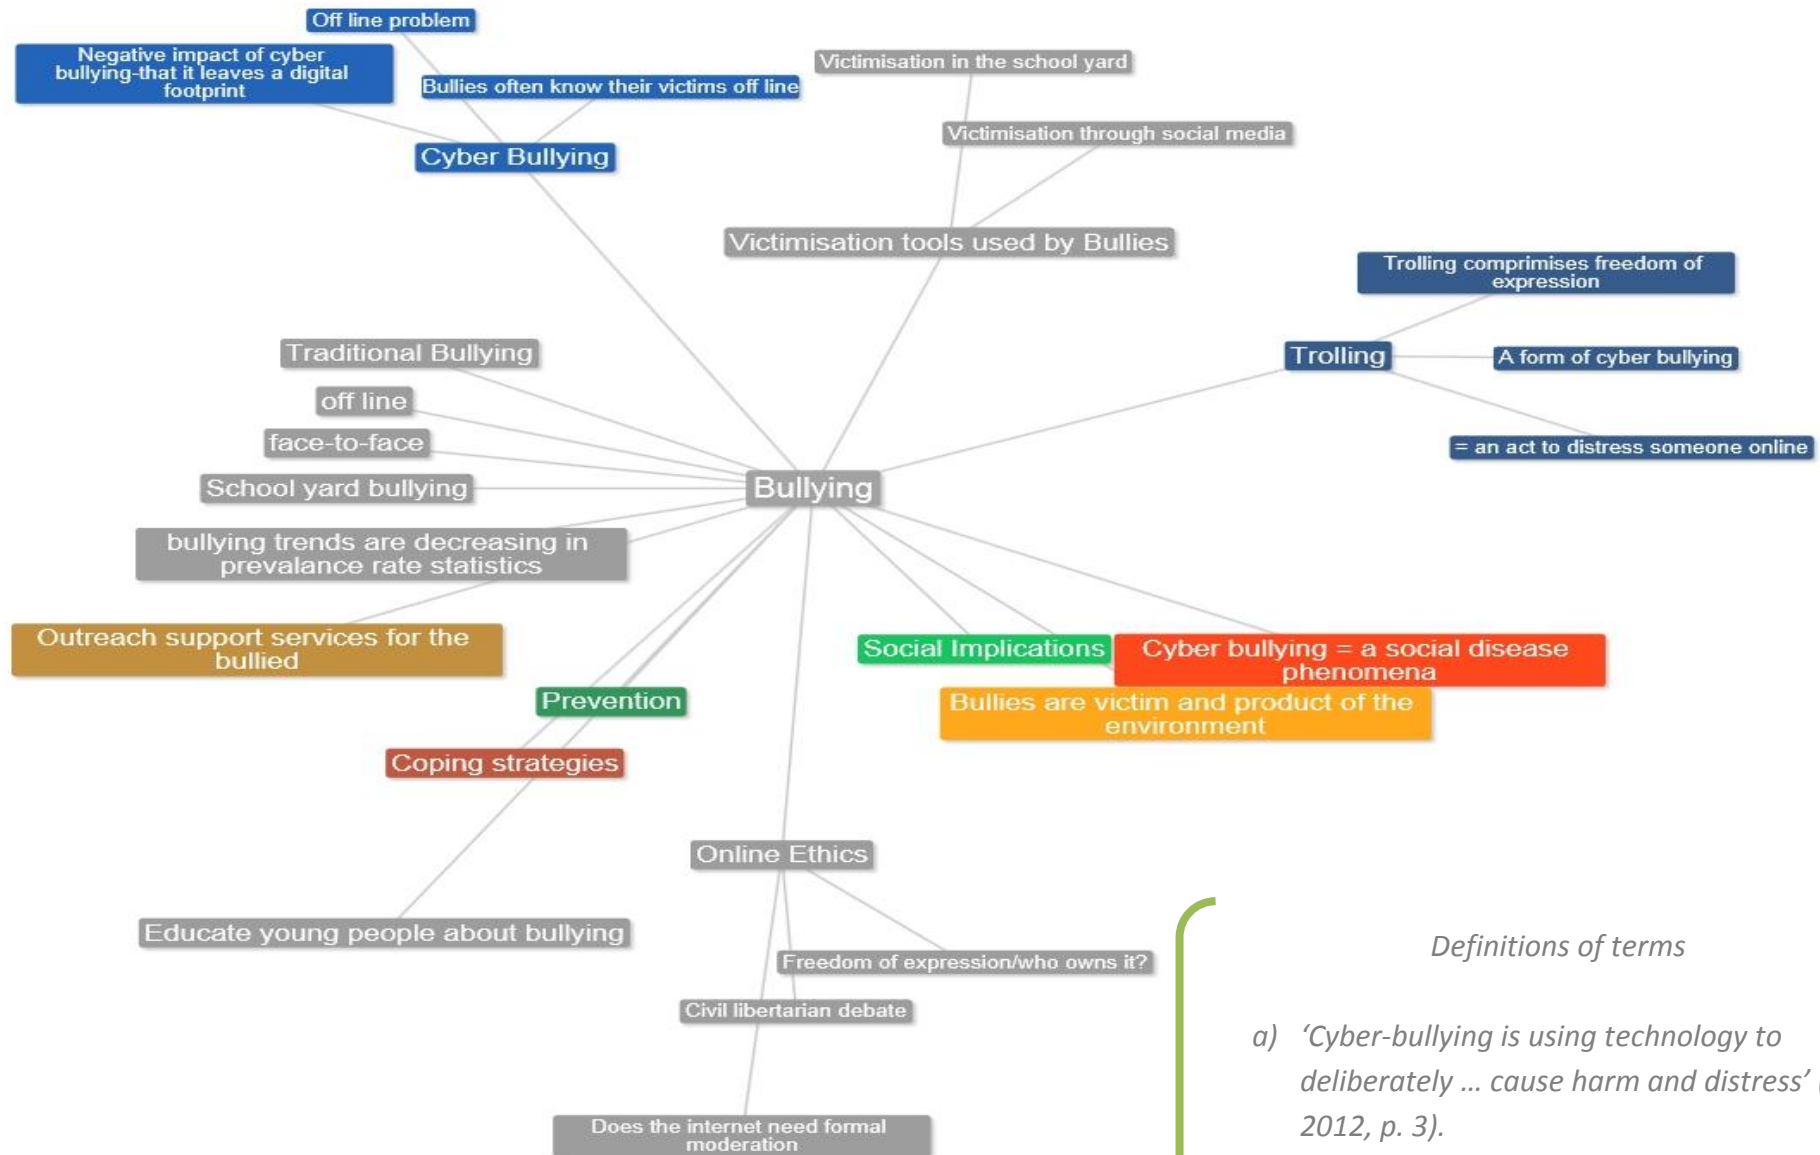 Off line problem
Negative impact of cyber
bullying-that it leaves a digital
footprint
Bullies often know their victims off line
Cyber Bullying
Victimisation in the school yard
Victimisation through social media
Victimisation tools used by Bullies
Trolling comprimises freedom of
expression
Trolling
A form of cyber bullying
= an act to distress someone online
Traditional Bullying
off line
face-to-face
School yard bullying
Bullying
bullying trends are decreasing in
prevalance rate statistics
Outreach support services for the
bullied
Social Implications
Cyber bullying = a social disease
phenomena
Bullies are victim and product of the
environment
Prevention
Coping strategies
Online Ethics
Educate young people about bullying
Freedom of expression/who owns it?
Civil libertarian debate
Does the internet need formal
moderation
Definitions of terms
a) ‘Cyber-bullying is using technology to
deliberately … cause harm and distress’
2012, p. 3).